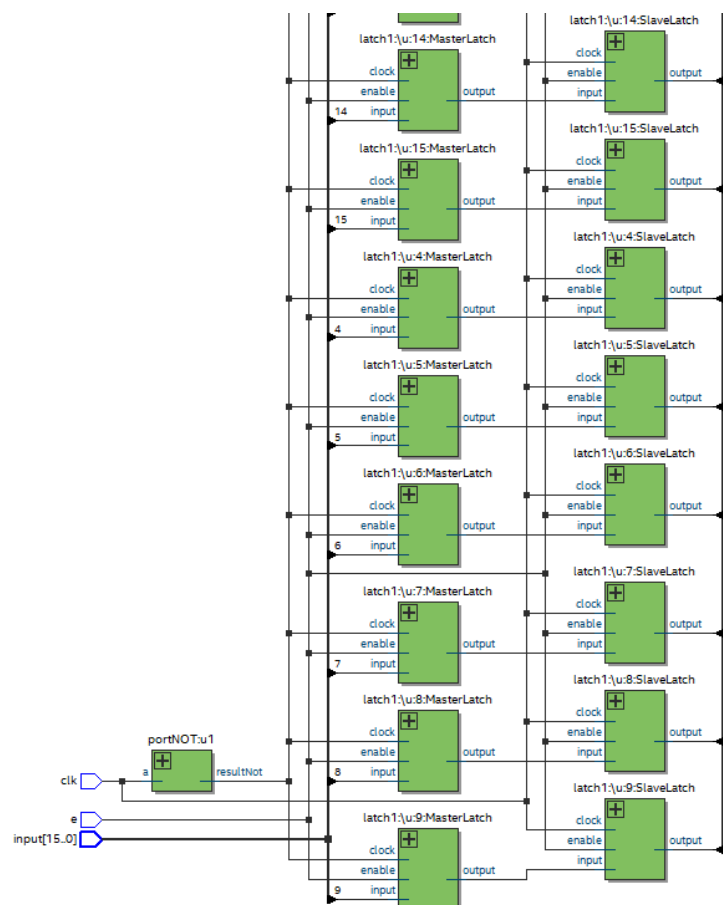 latch1:\u:14:SlaveLatch
clock
enable
input
output
latch1:\u:14:MasterLatch
clock
enable
14 input
output
latch1:\u:15:SlaveLatch
clock
enable
input
output
latch1:\u:15:MasterLatch
clock
enable
15 input
output
latch1:\u:4:SlaveLatch
clock
enable
input
output
latch1:\u:4:MasterLatch
clock
enable
4 input
output
latch1:\u:5:SlaveLatch
clock
enable
input
output
latch1:\u:5:MasterLatch
clock
enable
5 input
output
latch1:\u:6:SlaveLatch
clock
enable
input
output
latch1:\u:6:MasterLatch
clock
enable
6 input
output
latch1:\u:7:SlaveLatch
clock
enable
input
output
latch1:\u:7:MasterLatch
clock
enable
7 input
output
latch1:\u:8:SlaveLatch
clock
enable
input
output
latch1:\u:8:MasterLatch
clock
enable
8 input
output
portNOT:u1
a
resultNot
clk
e
input[15..0]
latch1:\u:9:SlaveLatch
clock
enable
input
output
latch1:\u:9:MasterLatch
clock
enable
9 input
output